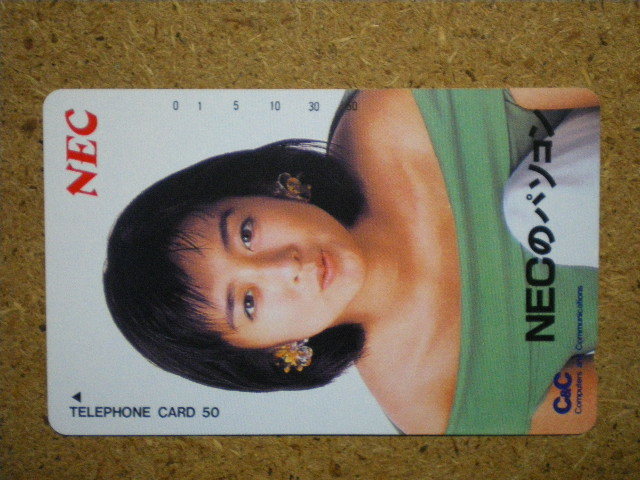 NEC
0 1 5 10 30 50
NECのパソコン
C&C
Computers and Communications
TELEPHONE CARD 50